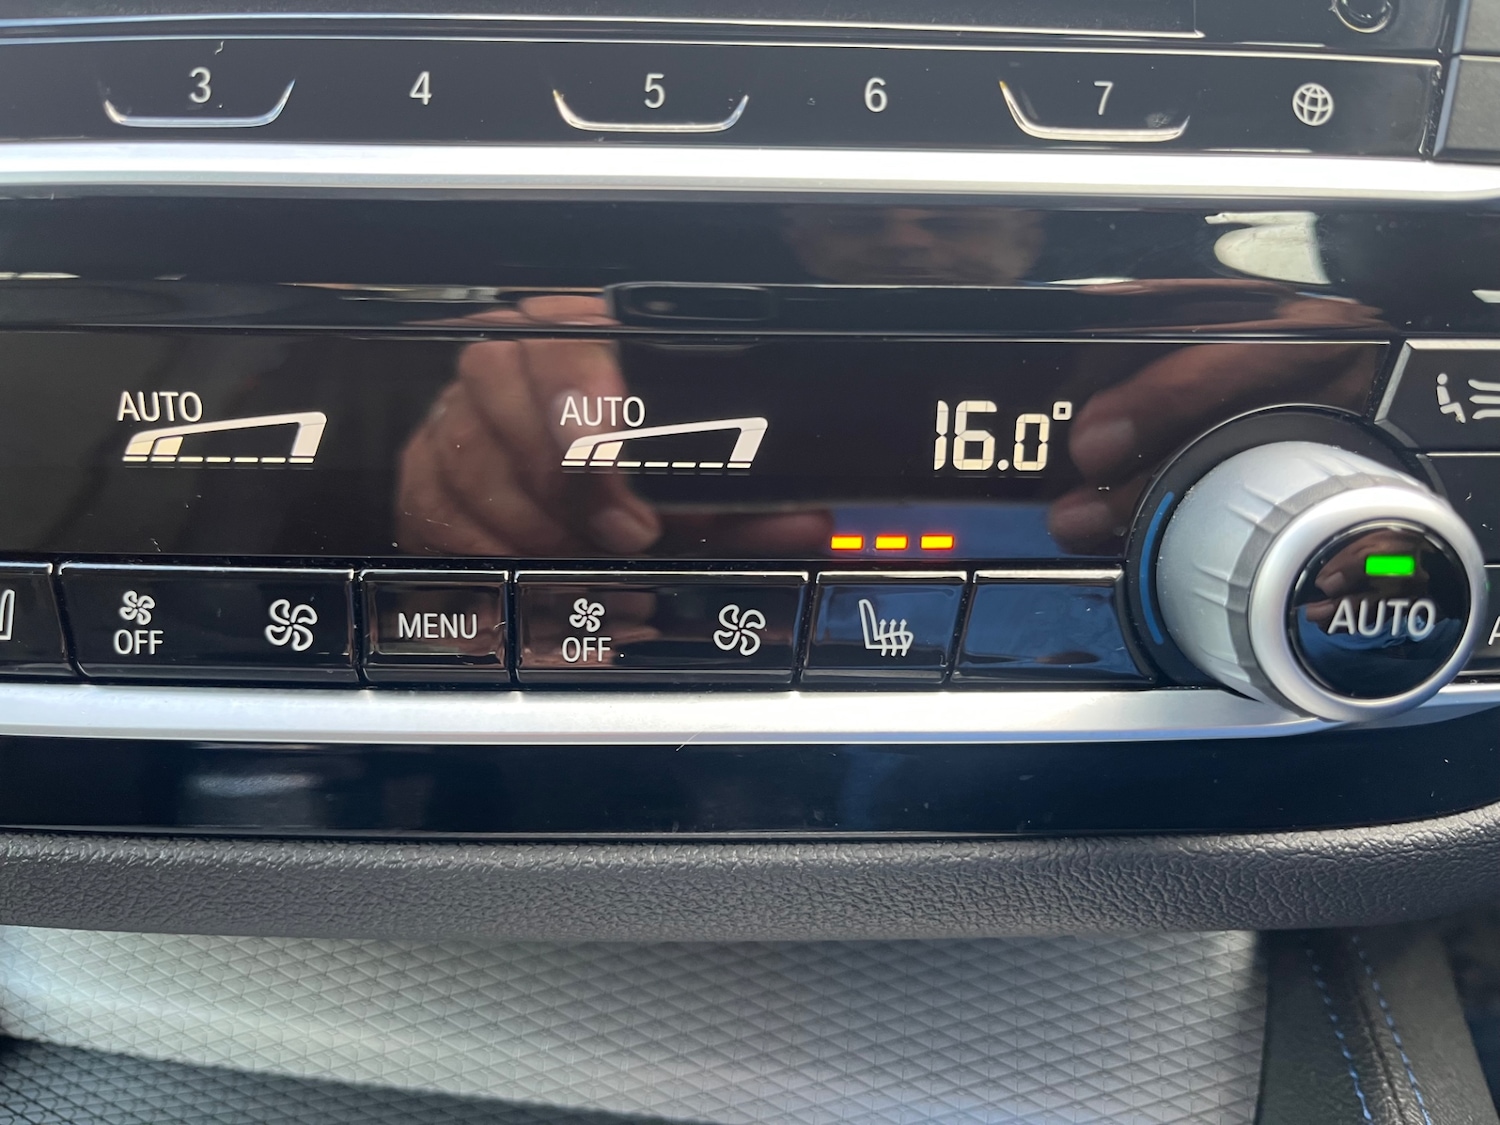 3 4 5 6 7
AUTO AUTO 16.0°
OFF MENU OFF AUTO